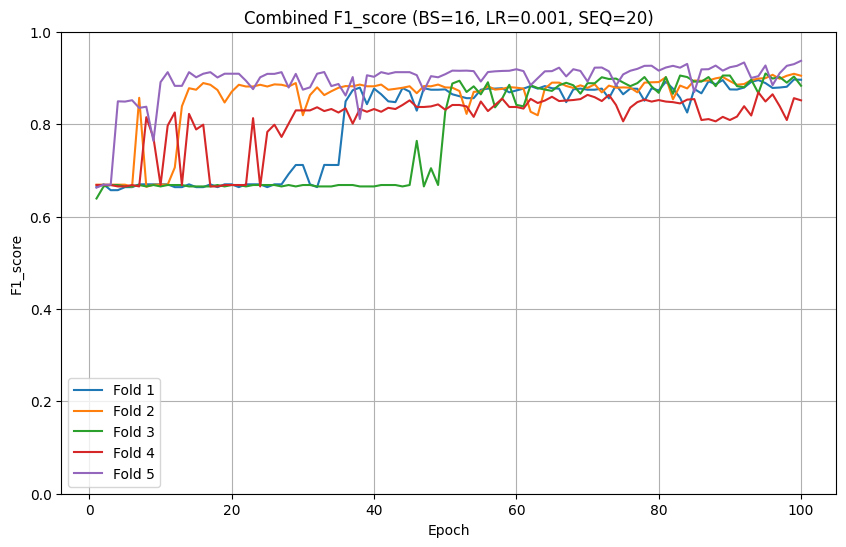 Combined F1_score (BS=16, LR=0.001, SEQ=20)
1.0
0.8
0.6
0.4
0.2
0.0
F1_score
Fold 1
Fold 2
Fold 3
Fold 4
Fold 5
0 20 40 60 80 100
Epoch